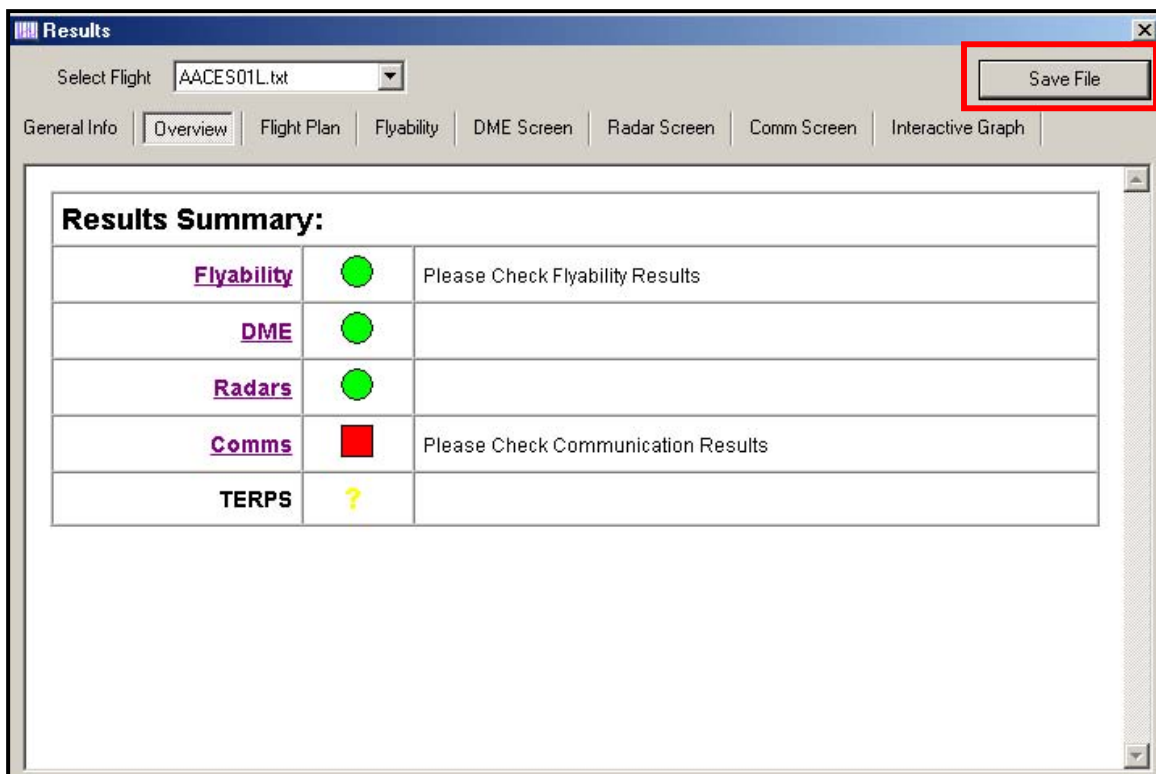 Results
Select Flight AACES01L.txt Save File
General Info Overview Flight Plan Flyability DME Screen Radar Screen Comm Screen Interactive Graph
Results Summary:
Flyability Please Check Flyability Results
DME
Radars
Comms Please Check Communication Results
TERPS ?